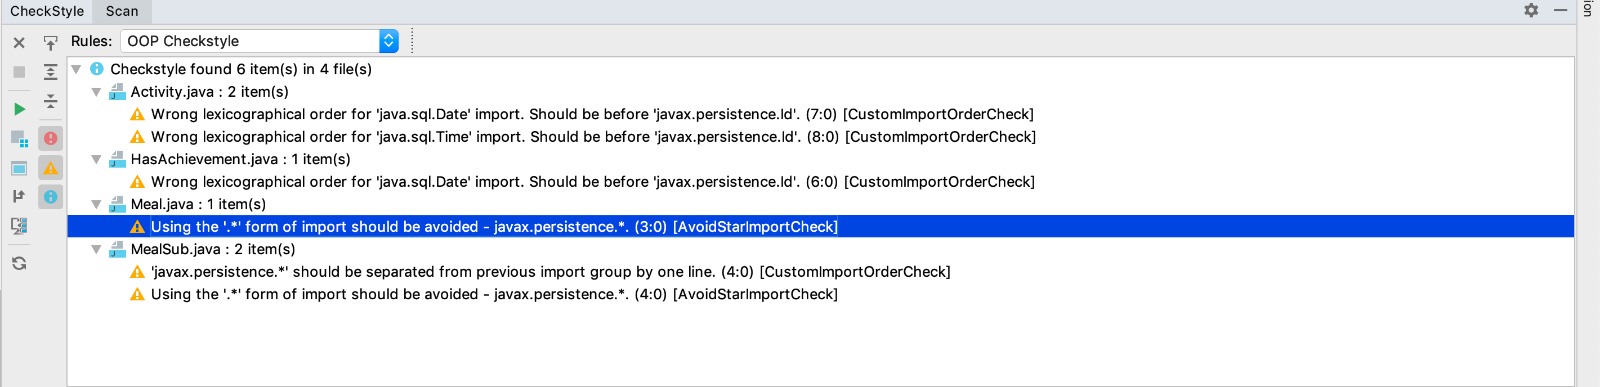 CheckStyle Scan
Rules: OOP Checkstyle
Checkstyle found 6 item(s) in 4 file(s)
Activity.java : 2 item(s)
Wrong lexicographical order for 'java.sql.Date' import. Should be before 'javax.persistence.Id'. (7:0) [CustomImportOrderCheck]
Wrong lexicographical order for 'java.sql.Time' import. Should be before 'javax.persistence.Id'. (8:0) [CustomImportOrderCheck]
HasAchievement.java : 1 item(s)
Wrong lexicographical order for 'java.sql.Date' import. Should be before 'javax.persistence.Id'. (6:0) [CustomImportOrderCheck]
Meal.java : 1 item(s)
Using the '.*' form of import should be avoided - javax.persistence.*. (3:0) [AvoidStarImportCheck]
MealSub.java : 2 item(s)
'javax.persistence.*' should be separated from previous import group by one line. (4:0) [CustomImportOrderCheck]
Using the '.*' form of import should be avoided - javax.persistence.*. (4:0) [AvoidStarImportCheck]
ion